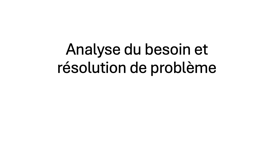 Analyse du besoin et
résolution de problème